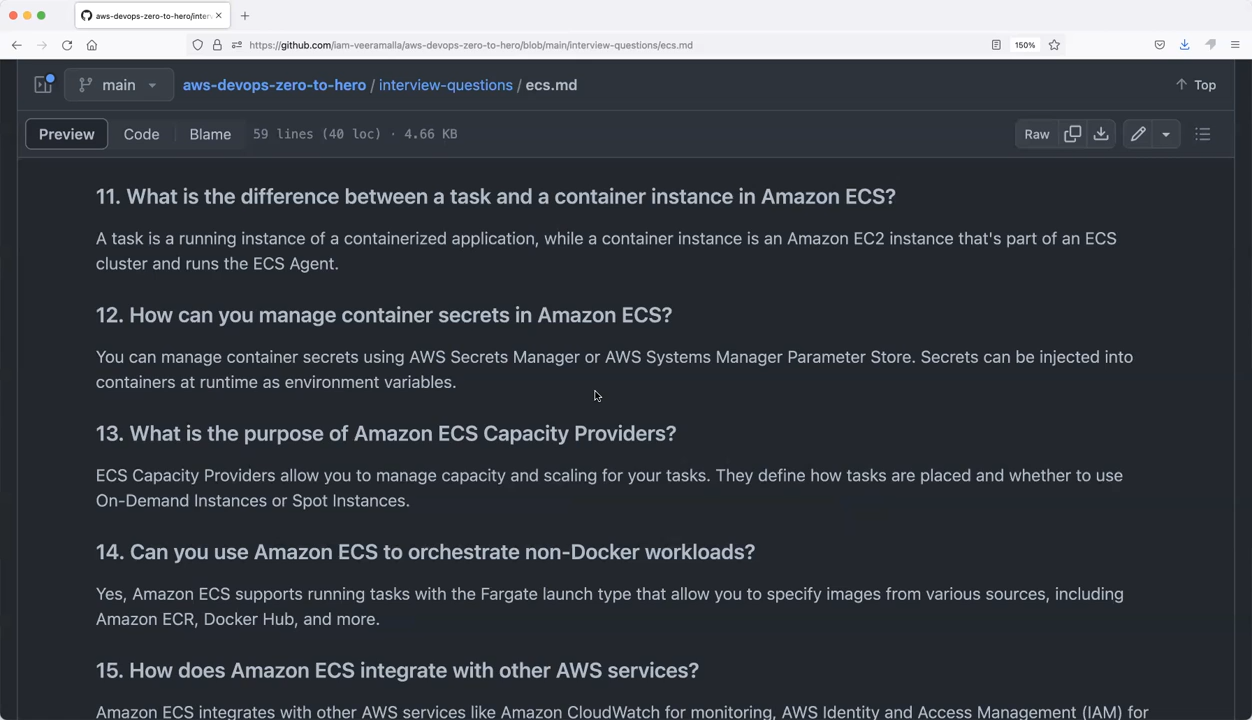 aws-devops-zero-to-hero/inter
https://github.com/iam-veeramalla/aws-devops-zero-to-hero/blob/main/interview-questions/ecs.md
150%
main
aws-devops-zero-to-hero / interview-questions / ecs.md
Top
Preview
Code
Blame
59 lines (40 loc) · 4.66 KB
Raw
11. What is the difference between a task and a container instance in Amazon ECS?
A task is a running instance of a containerized application, while a container instance is an Amazon EC2 instance that's part of an ECS
cluster and runs the ECS Agent.
12. How can you manage container secrets in Amazon ECS?
You can manage container secrets using AWS Secrets Manager or AWS Systems Manager Parameter Store. Secrets can be injected into
containers at runtime as environment variables.
13. What is the purpose of Amazon ECS Capacity Providers?
ECS Capacity Providers allow you to manage capacity and scaling for your tasks. They define how tasks are placed and whether to use
On-Demand Instances or Spot Instances.
14. Can you use Amazon ECS to orchestrate non-Docker workloads?
Yes, Amazon ECS supports running tasks with the Fargate launch type that allow you to specify images from various sources, including
Amazon ECR, Docker Hub, and more.
15. How does Amazon ECS integrate with other AWS services?
Amazon ECS integrates with other AWS services like Amazon CloudWatch for monitoring, AWS Identity and Access Management (IAM) for